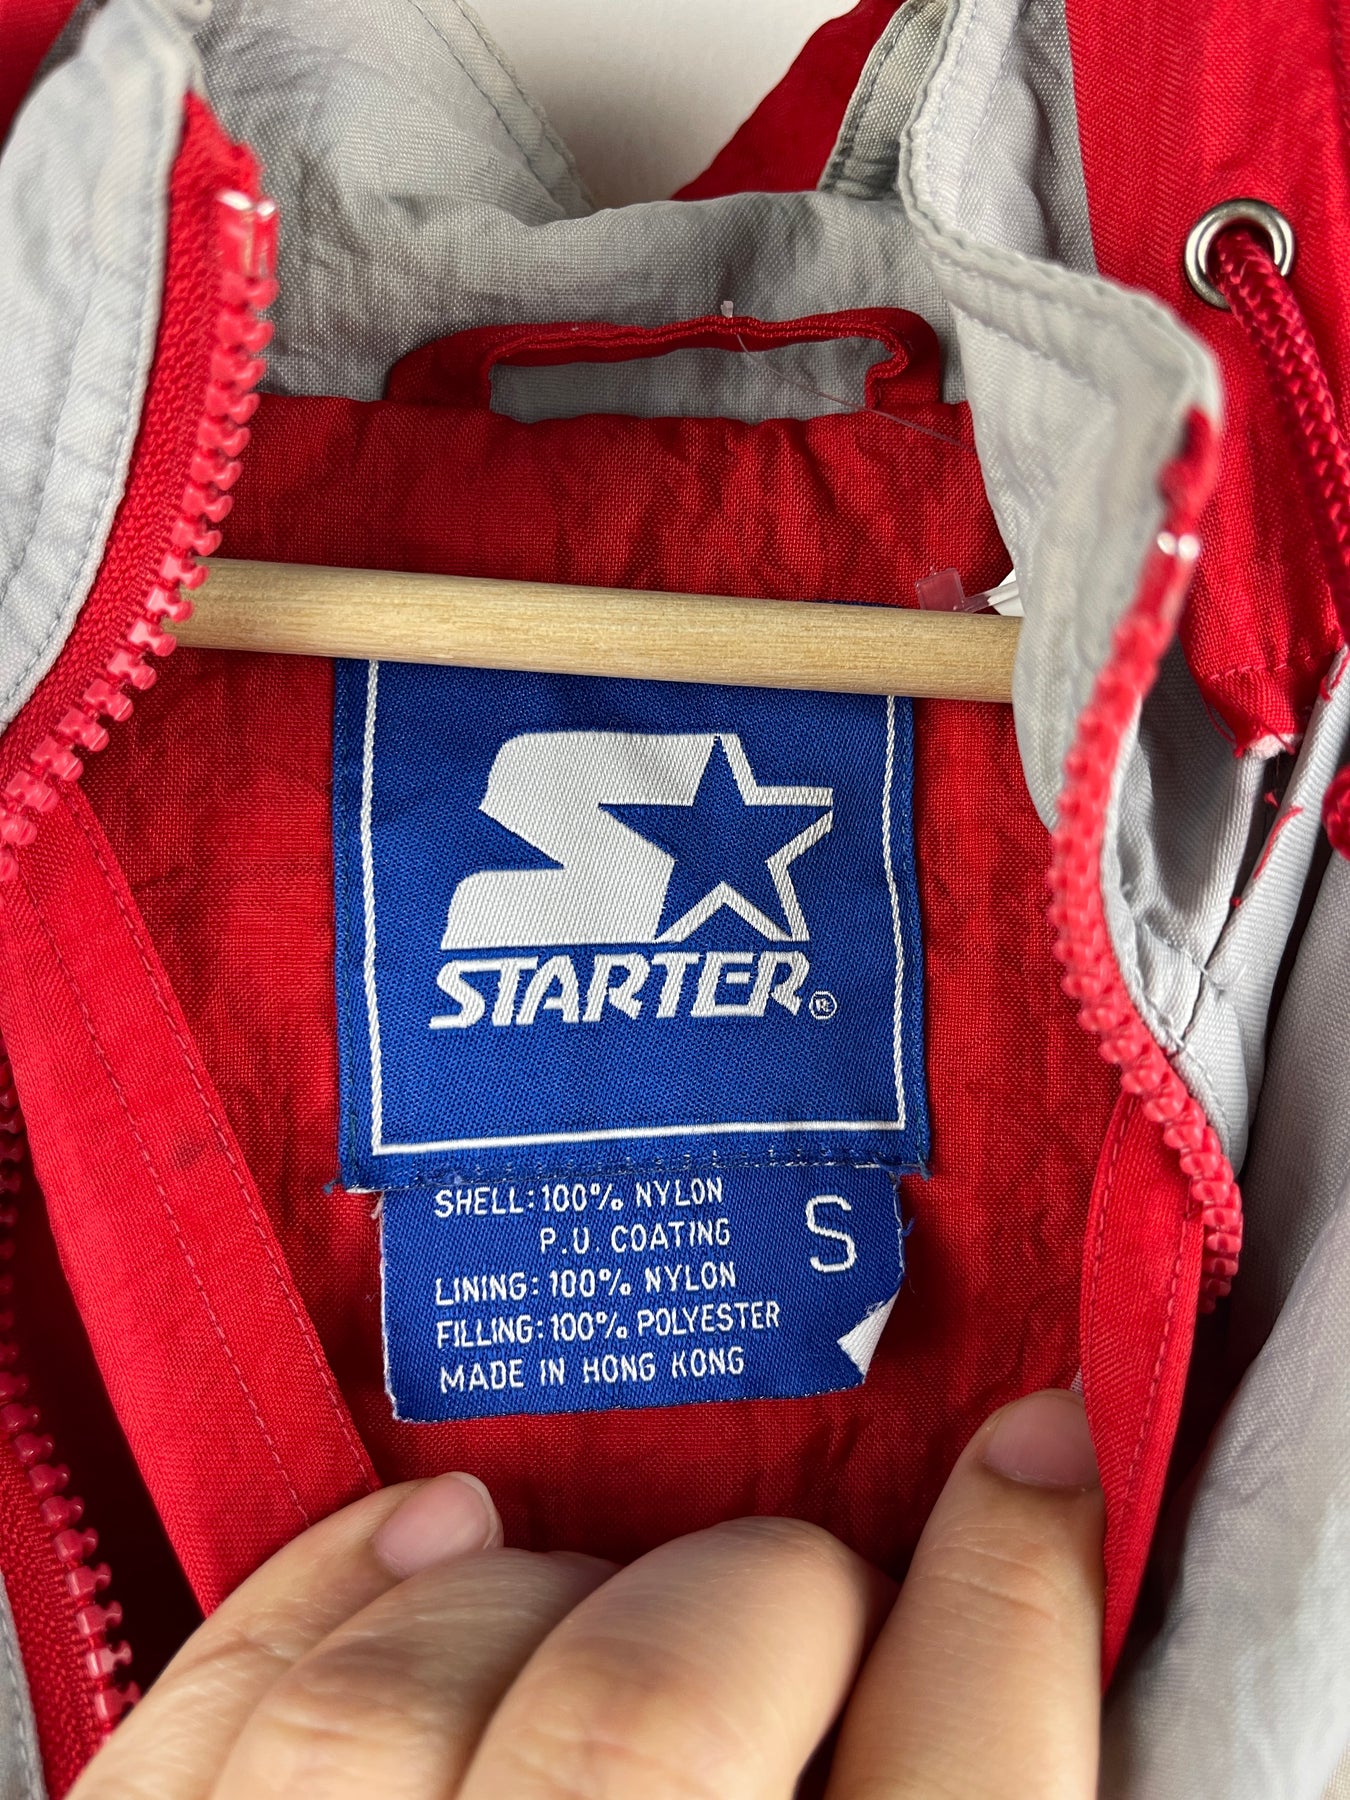 STARTER®
SHELL: 100% NYLON
P.U. COATING
S
LINING: 100% NYLON
FILLING: 100% POLYESTER
MADE IN HONG KONG